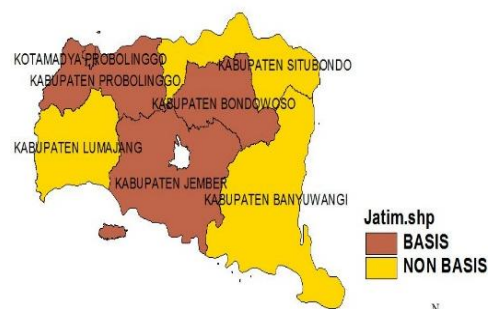 KOTAMADYA PROBOLINGGO
KABUPATEN SITUBONDO
KABUPATEN PROBOLINGGO
KABUPATEN BONDOWOSO
KABUPATEN LUMAJANG
KABUPATEN JEMBER
KABUPATEN BANYUWANGI
Jatim.shp
BASIS
NON BASIS
N